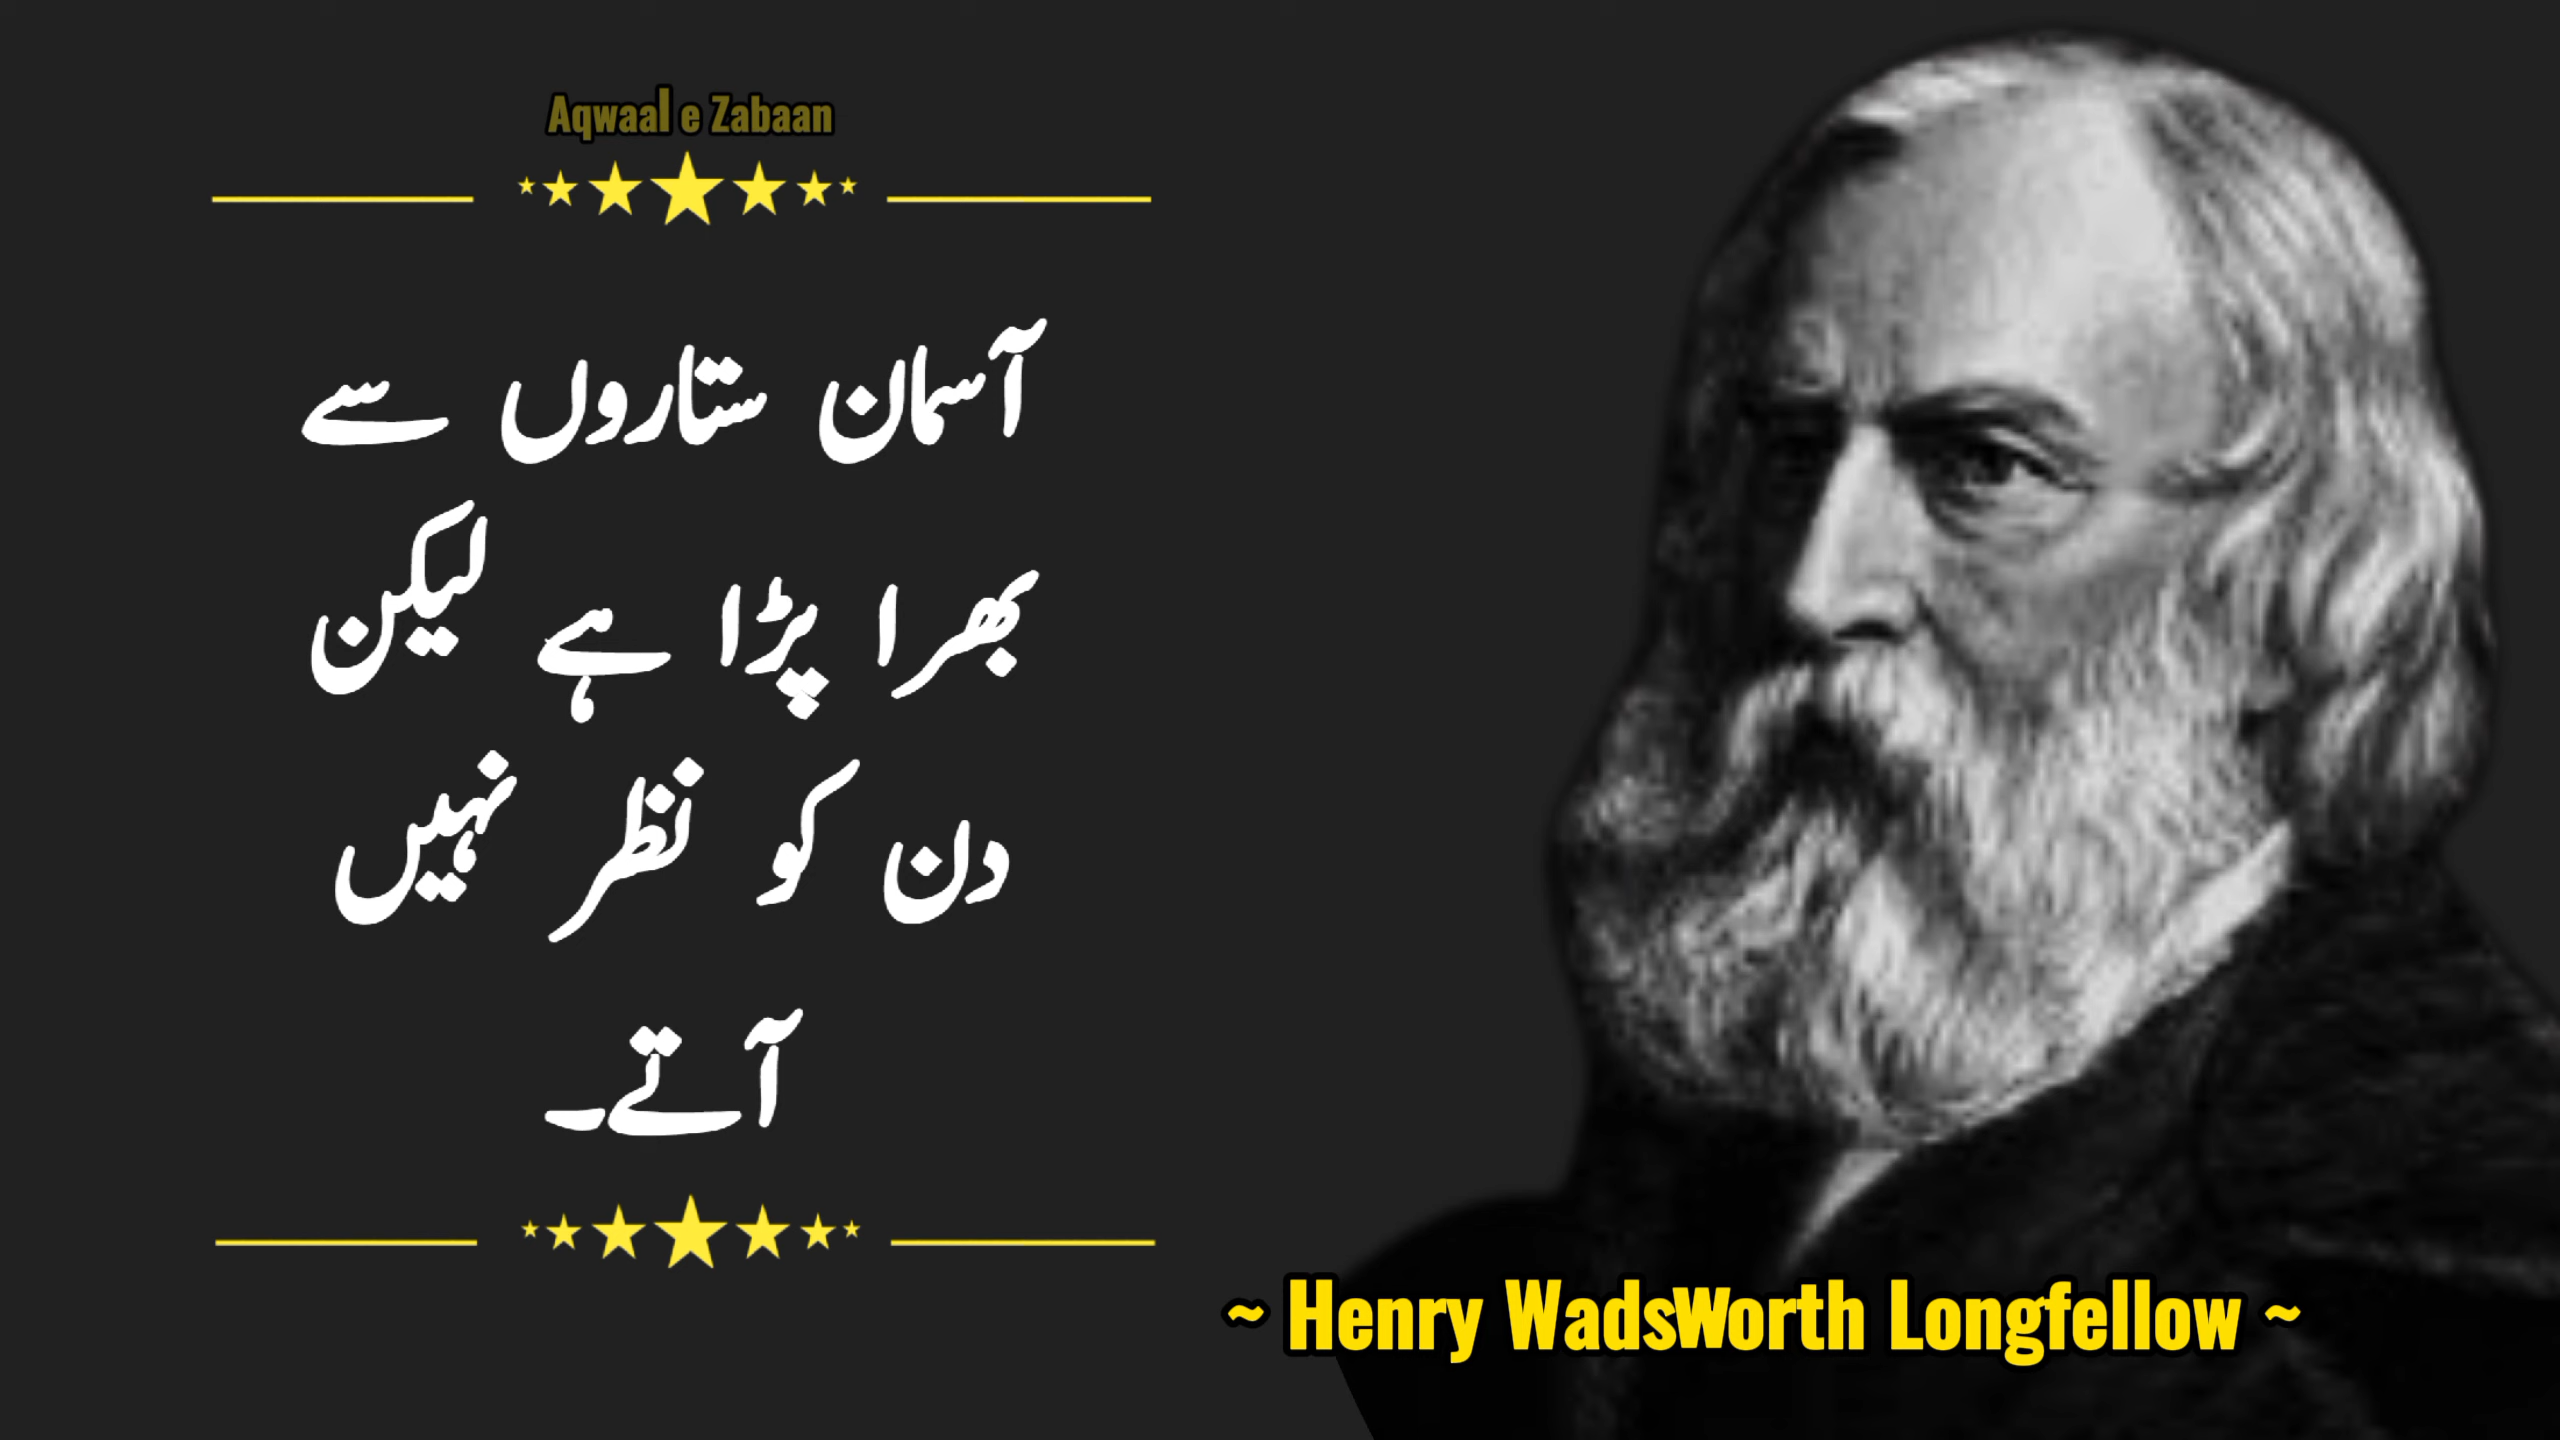 Aqwaal e Zabaan
آسمان ستاروں سے
بھرا پڑا ہے لیکن
دن کو نظر نہیں
آتے۔
~ Henry WadsWorth Longfellow ~